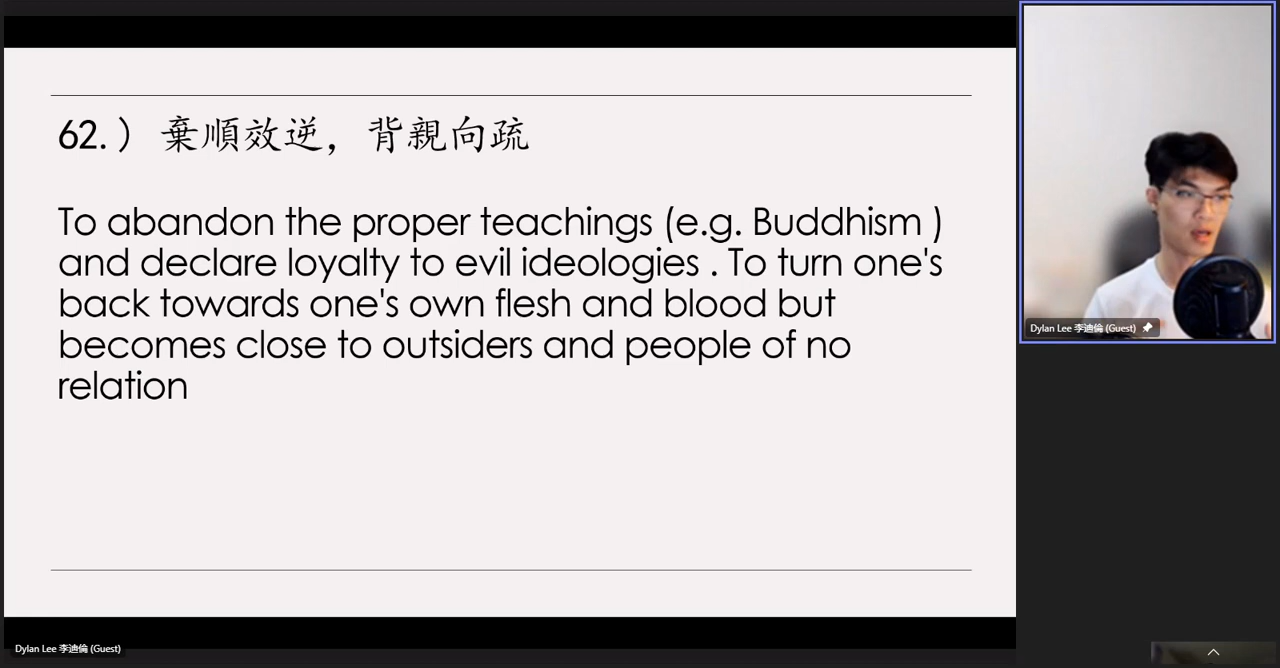 62.） 棄順效逆，背親向疏
To abandon the proper teachings (e.g. Buddhism )
and declare loyalty to evil ideologies . To turn one's
back towards one's own flesh and blood but
becomes close to outsiders and people of no
relation
Dylan Lee 李迪倫 (Guest)
Dylan Lee 李迪倫 (Guest)